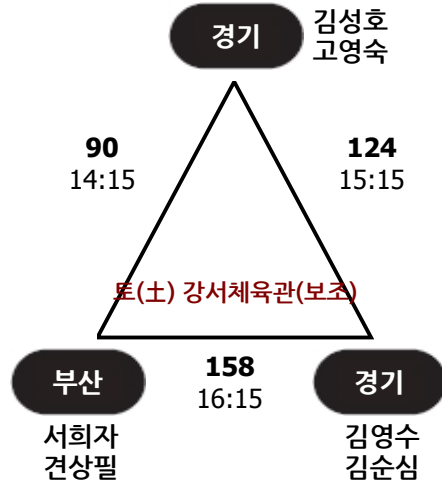 경기
김성호
고영숙
90
14:15
124
15:15
토(土) 강서체육관(보조)
부산
158
16:15
경기
서희자
견상필
김영수
김순심